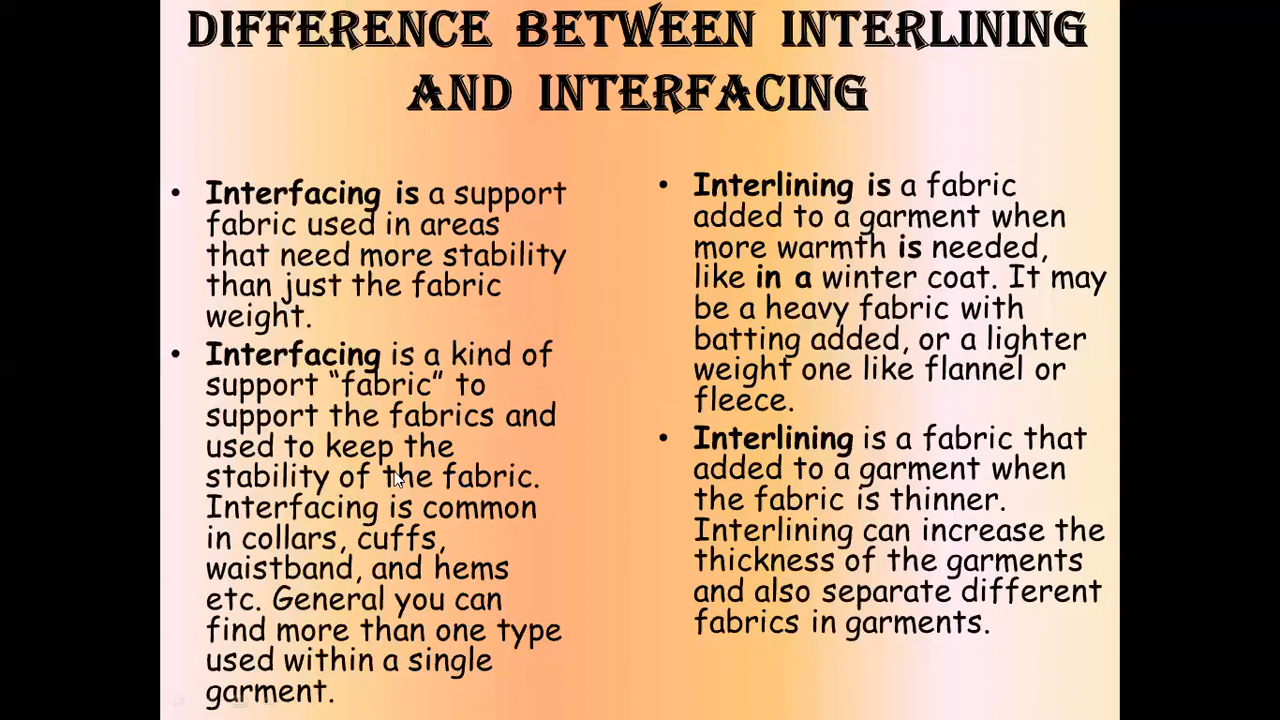 DIFFERENCE BETWEEN INTERLINING
AND INTERFACING
• Interfacing is a support
fabric used in areas
that need more stability
than just the fabric
weight.
• Interfacing is a kind of
support “fabric” to
support the fabrics and
used to keep the
stability of the fabric.
Interfacing is common
in collars, cuffs,
waistband, and hems
etc. General you can
find more than one type
used within a single
garment.
• Interlining is a fabric
added to a garment when
more warmth is needed,
like in a winter coat. It may
be a heavy fabric with
batting added, or a lighter
weight one like flannel or
fleece.
• Interlining is a fabric that
added to a garment when
the fabric is thinner.
Interlining can increase the
thickness of the garments
and also separate different
fabrics in garments.